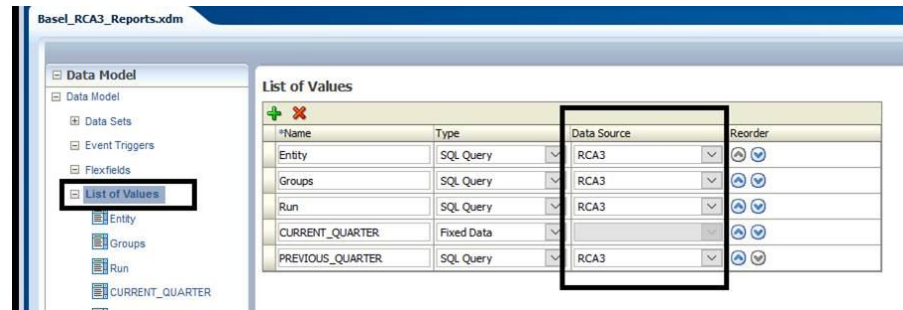 Basel_RCA3_Reports.xdm
Data Model
Data Model
Data Sets
Event Triggers
Flexfields
List of Values
Entity
Groups
Run
CURRENT_QUARTER
List of Values
*Name Type Data Source Reorder
Entity SQL Query RCA3
Groups SQL Query RCA3
Run SQL Query RCA3
CURRENT_QUARTER Fixed Data
PREVIOUS_QUARTER SQL Query RCA3